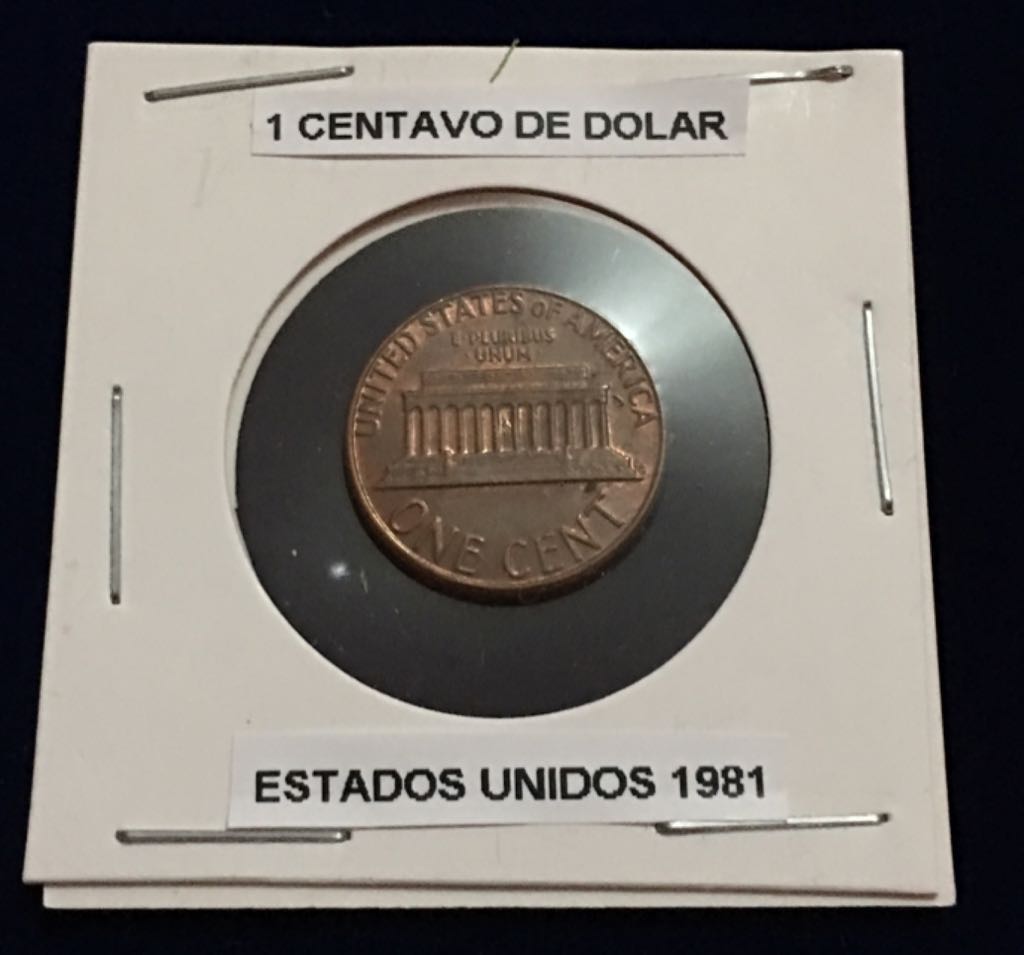 1 CENTAVO DE DOLAR
UNITED STATES OF AMERICA
E PLURIBUS
UNUM
ONE CENT
ESTADOS UNIDOS 1981